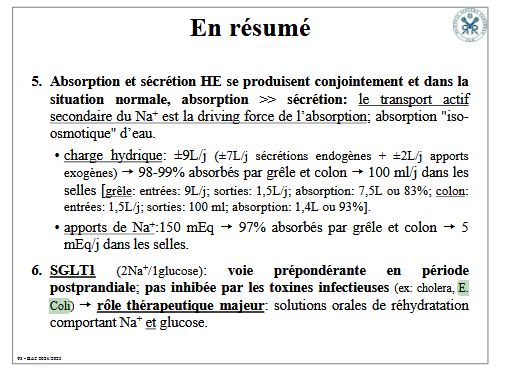 En résumé
5. Absorption et sécrétion HE se produisent conjointement et dans la
situation normale, absorption >> sécrétion: le transport actif
secondaire du Na⁺ est la driving force de l'absorption; absorption "iso-
osmotique" d'eau.
• charge hydrique: ±9L/j (±7L/j sécrétions endogènes + ±2L/j apports
exogènes) → 98-99% absorbés par grêle et colon → 100 ml/j dans les
selles [grêle: entrées: 9L/j; sorties: 1,5L/j; absorption: 7,5L ou 83%; colon:
entrées: 1,5L/j; sorties: 100 ml; absorption: 1,4L ou 93%].
• apports de Na⁺:150 mEq → 97% absorbés par grêle et colon → 5
mEq/j dans les selles.
6. SGLT1 (2Na⁺/1glucose): voie prépondérante en période
postprandiale; pas inhibée par les toxines infectieuses (ex: cholera, E.
Coli) → rôle thérapeutique majeur: solutions orales de réhydratation
comportant Na⁺ et glucose.